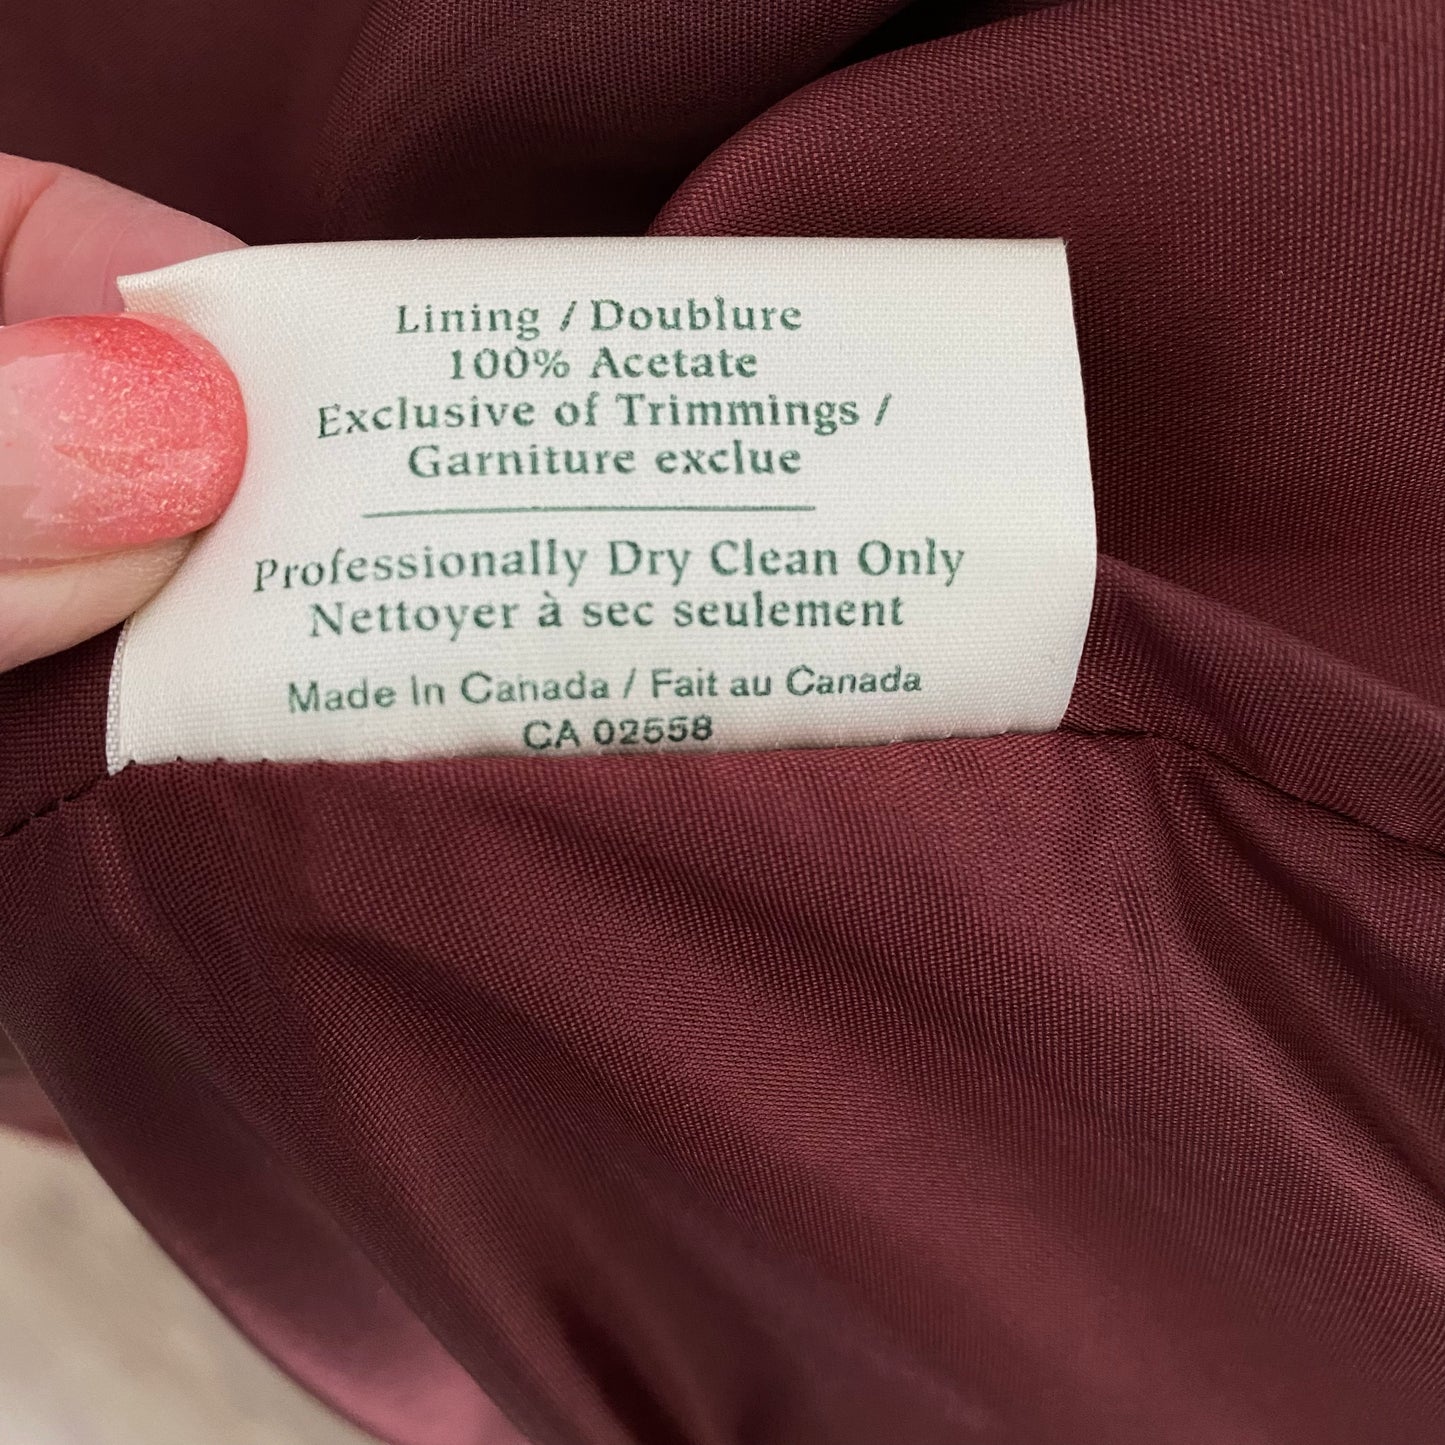 Lining / Doublure
100% Acetate
Exclusive of Trimmings /
Garniture exclue
Professionally Dry Clean Only
Nettoyer à sec seulement
Made In Canada / Fait au Canada
CA 02558